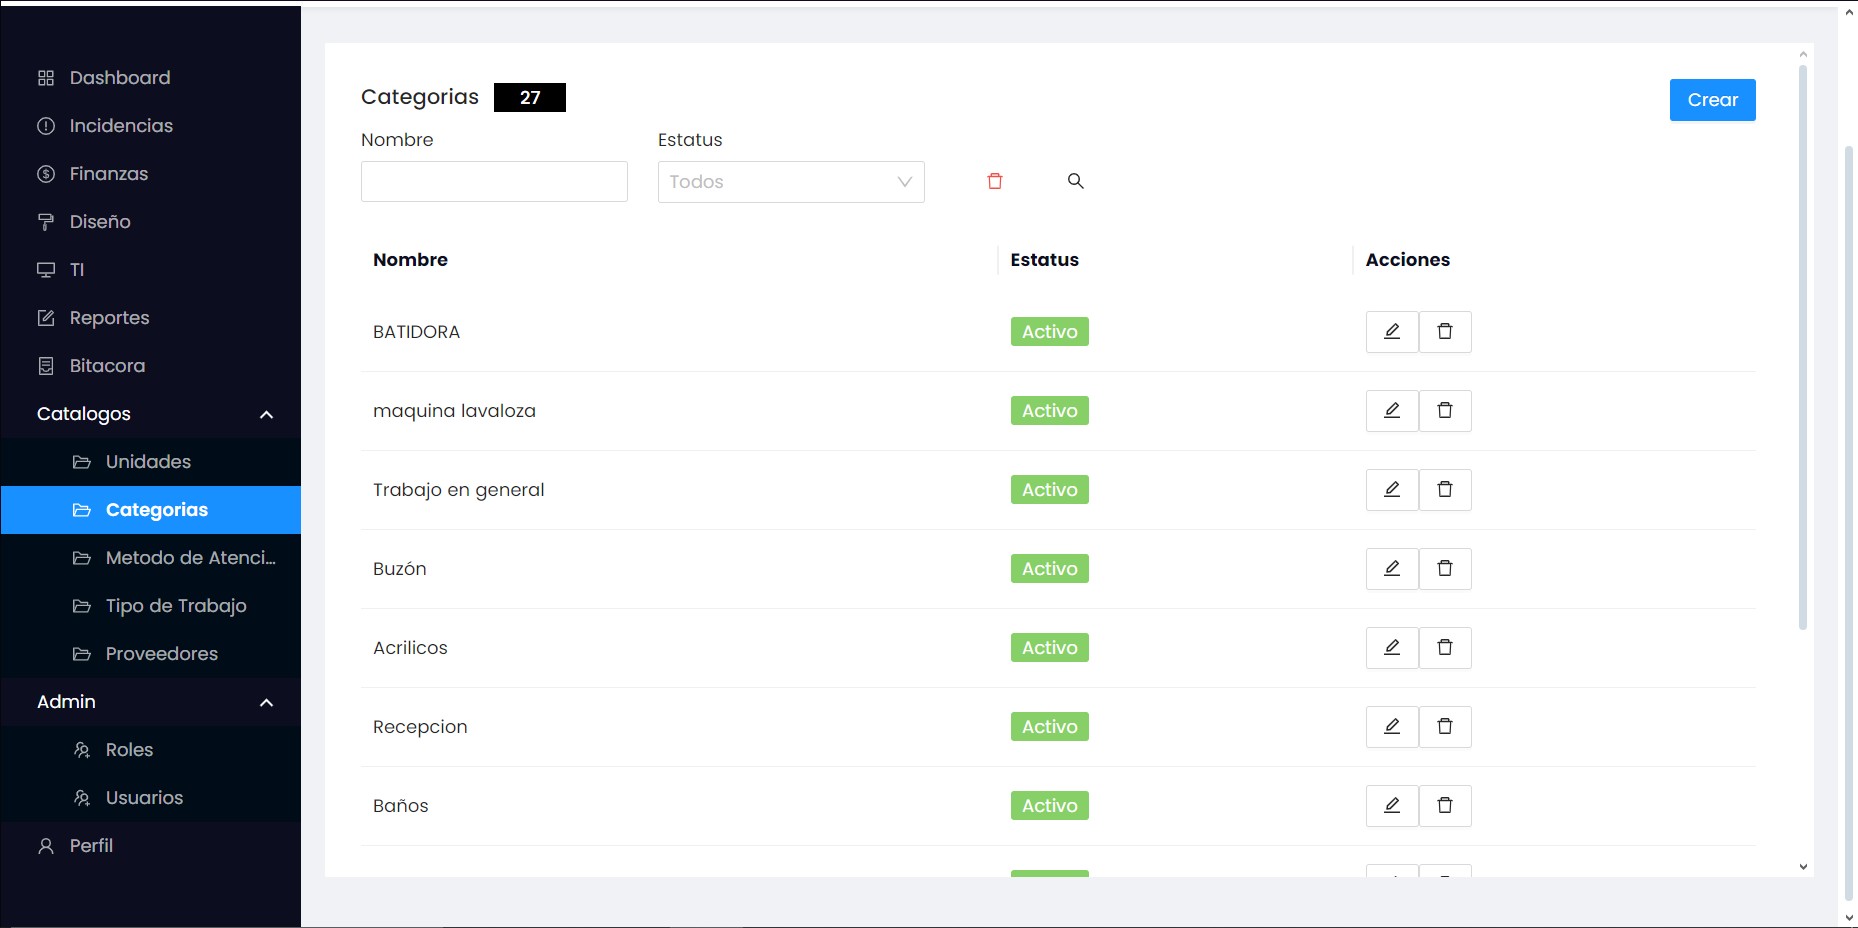 Dashboard
Incidencias
Finanzas
Diseño
TI
Reportes
Bitacora
Catalogos
Unidades
Categorias
Metodo de Atenci...
Tipo de Trabajo
Proveedores
Admin
Roles
Usuarios
Perfil
Categorias 27
Crear
Nombre Estatus
Todos
Nombre Estatus Acciones
BATIDORA Activo
maquina lavaloza Activo
Trabajo en general Activo
Buzón Activo
Acrilicos Activo
Recepcion Activo
Baños Activo